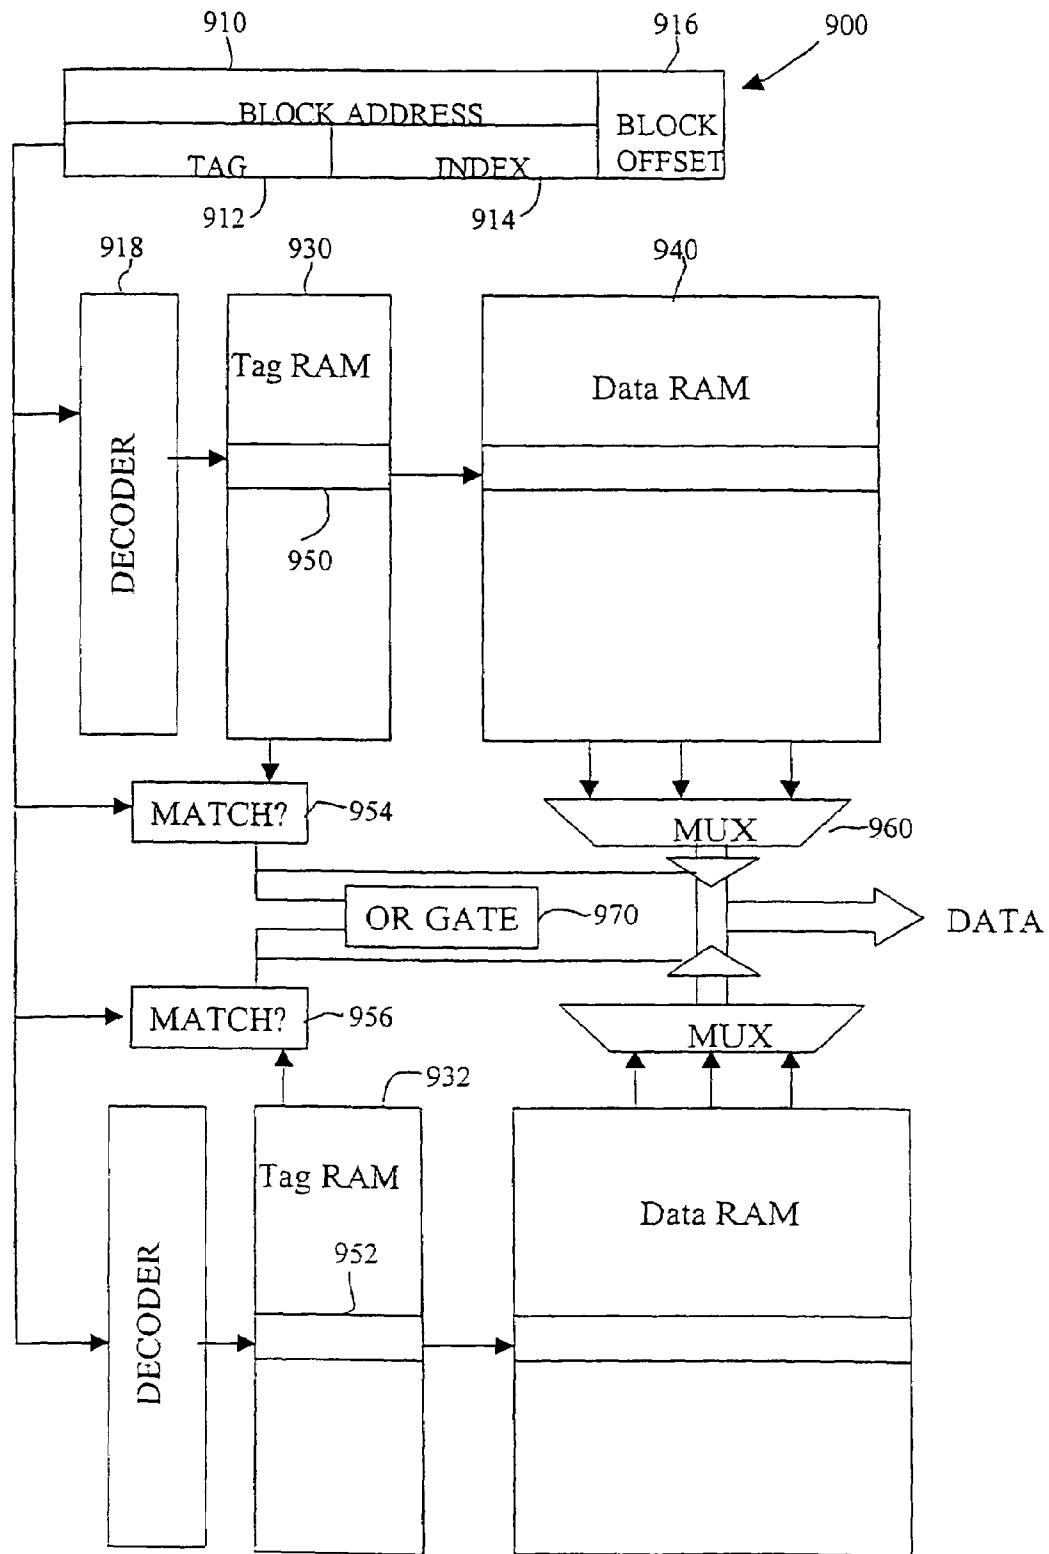 910
916
900
BLOCK ADDRESS
BLOCK
OFFSET
TAG
INDEX
912
914
918
930
940
Tag RAM
Data RAM
DECODER
950
MATCH?
954
MUX
960
OR GATE
970
DATA
MATCH?
956
MUX
932
Tag RAM
Data RAM
952
DECODER